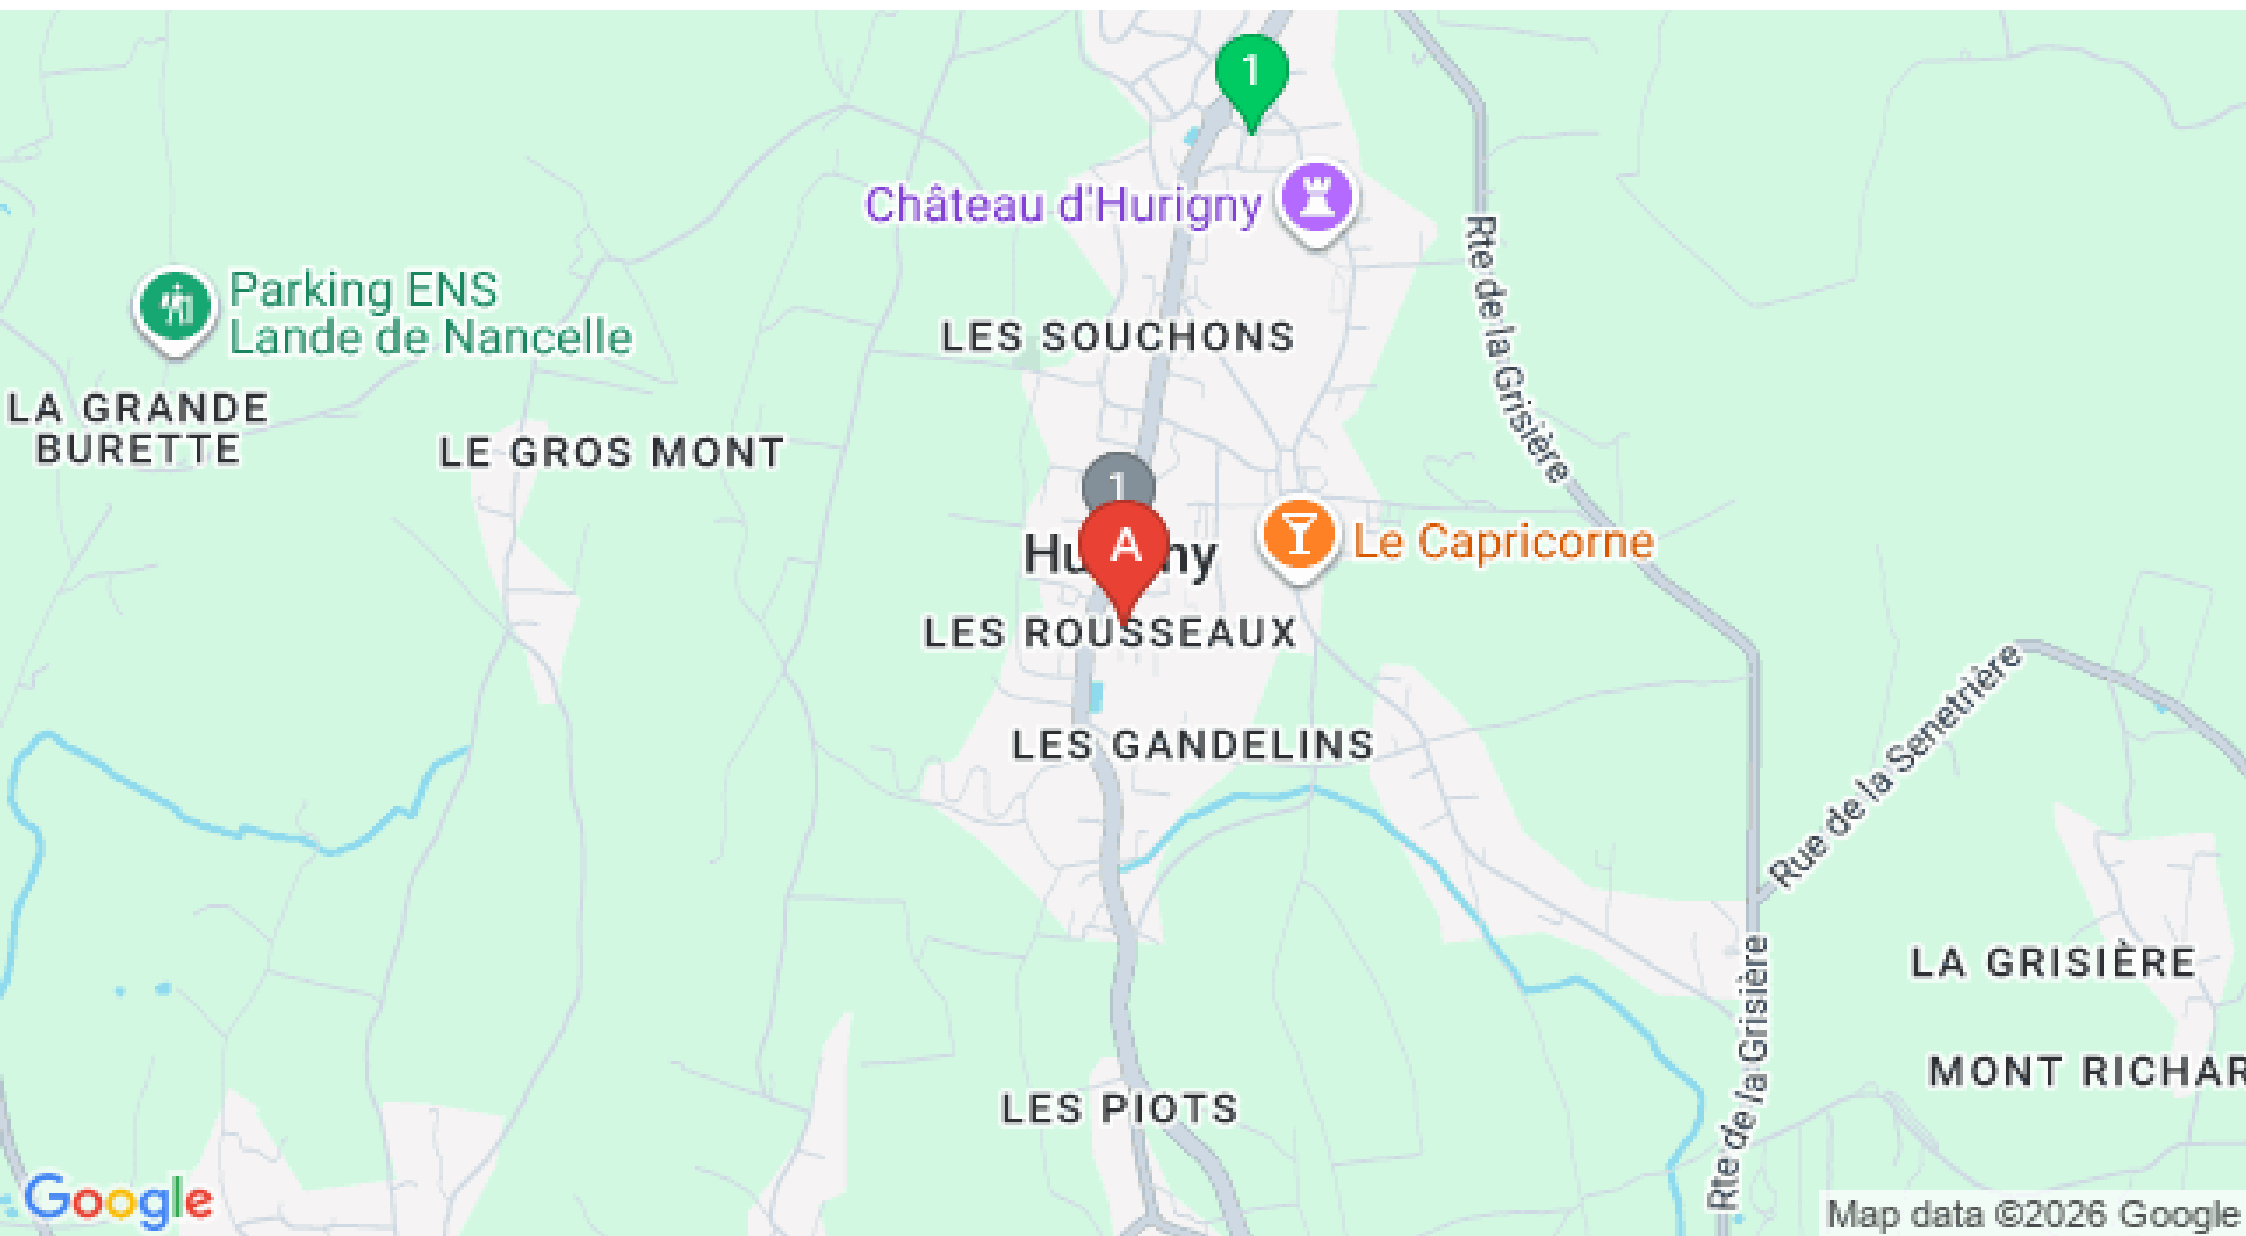 1
Château d'Hurigny
Parking ENS
Lande de Nancelle
Rte de la Grisière
LES SOUCHONS
LA GRANDE
BURETTE
LE GROS MONT
1
A
Le Capricorne
LES ROUSSEAUX
Rue de la Senetrière
LES GANDELINS
LA GRISIÈRE
Rte de la Grisière
MONT RICHAR
LES PIOTS
Google
Map data ©2026 Google